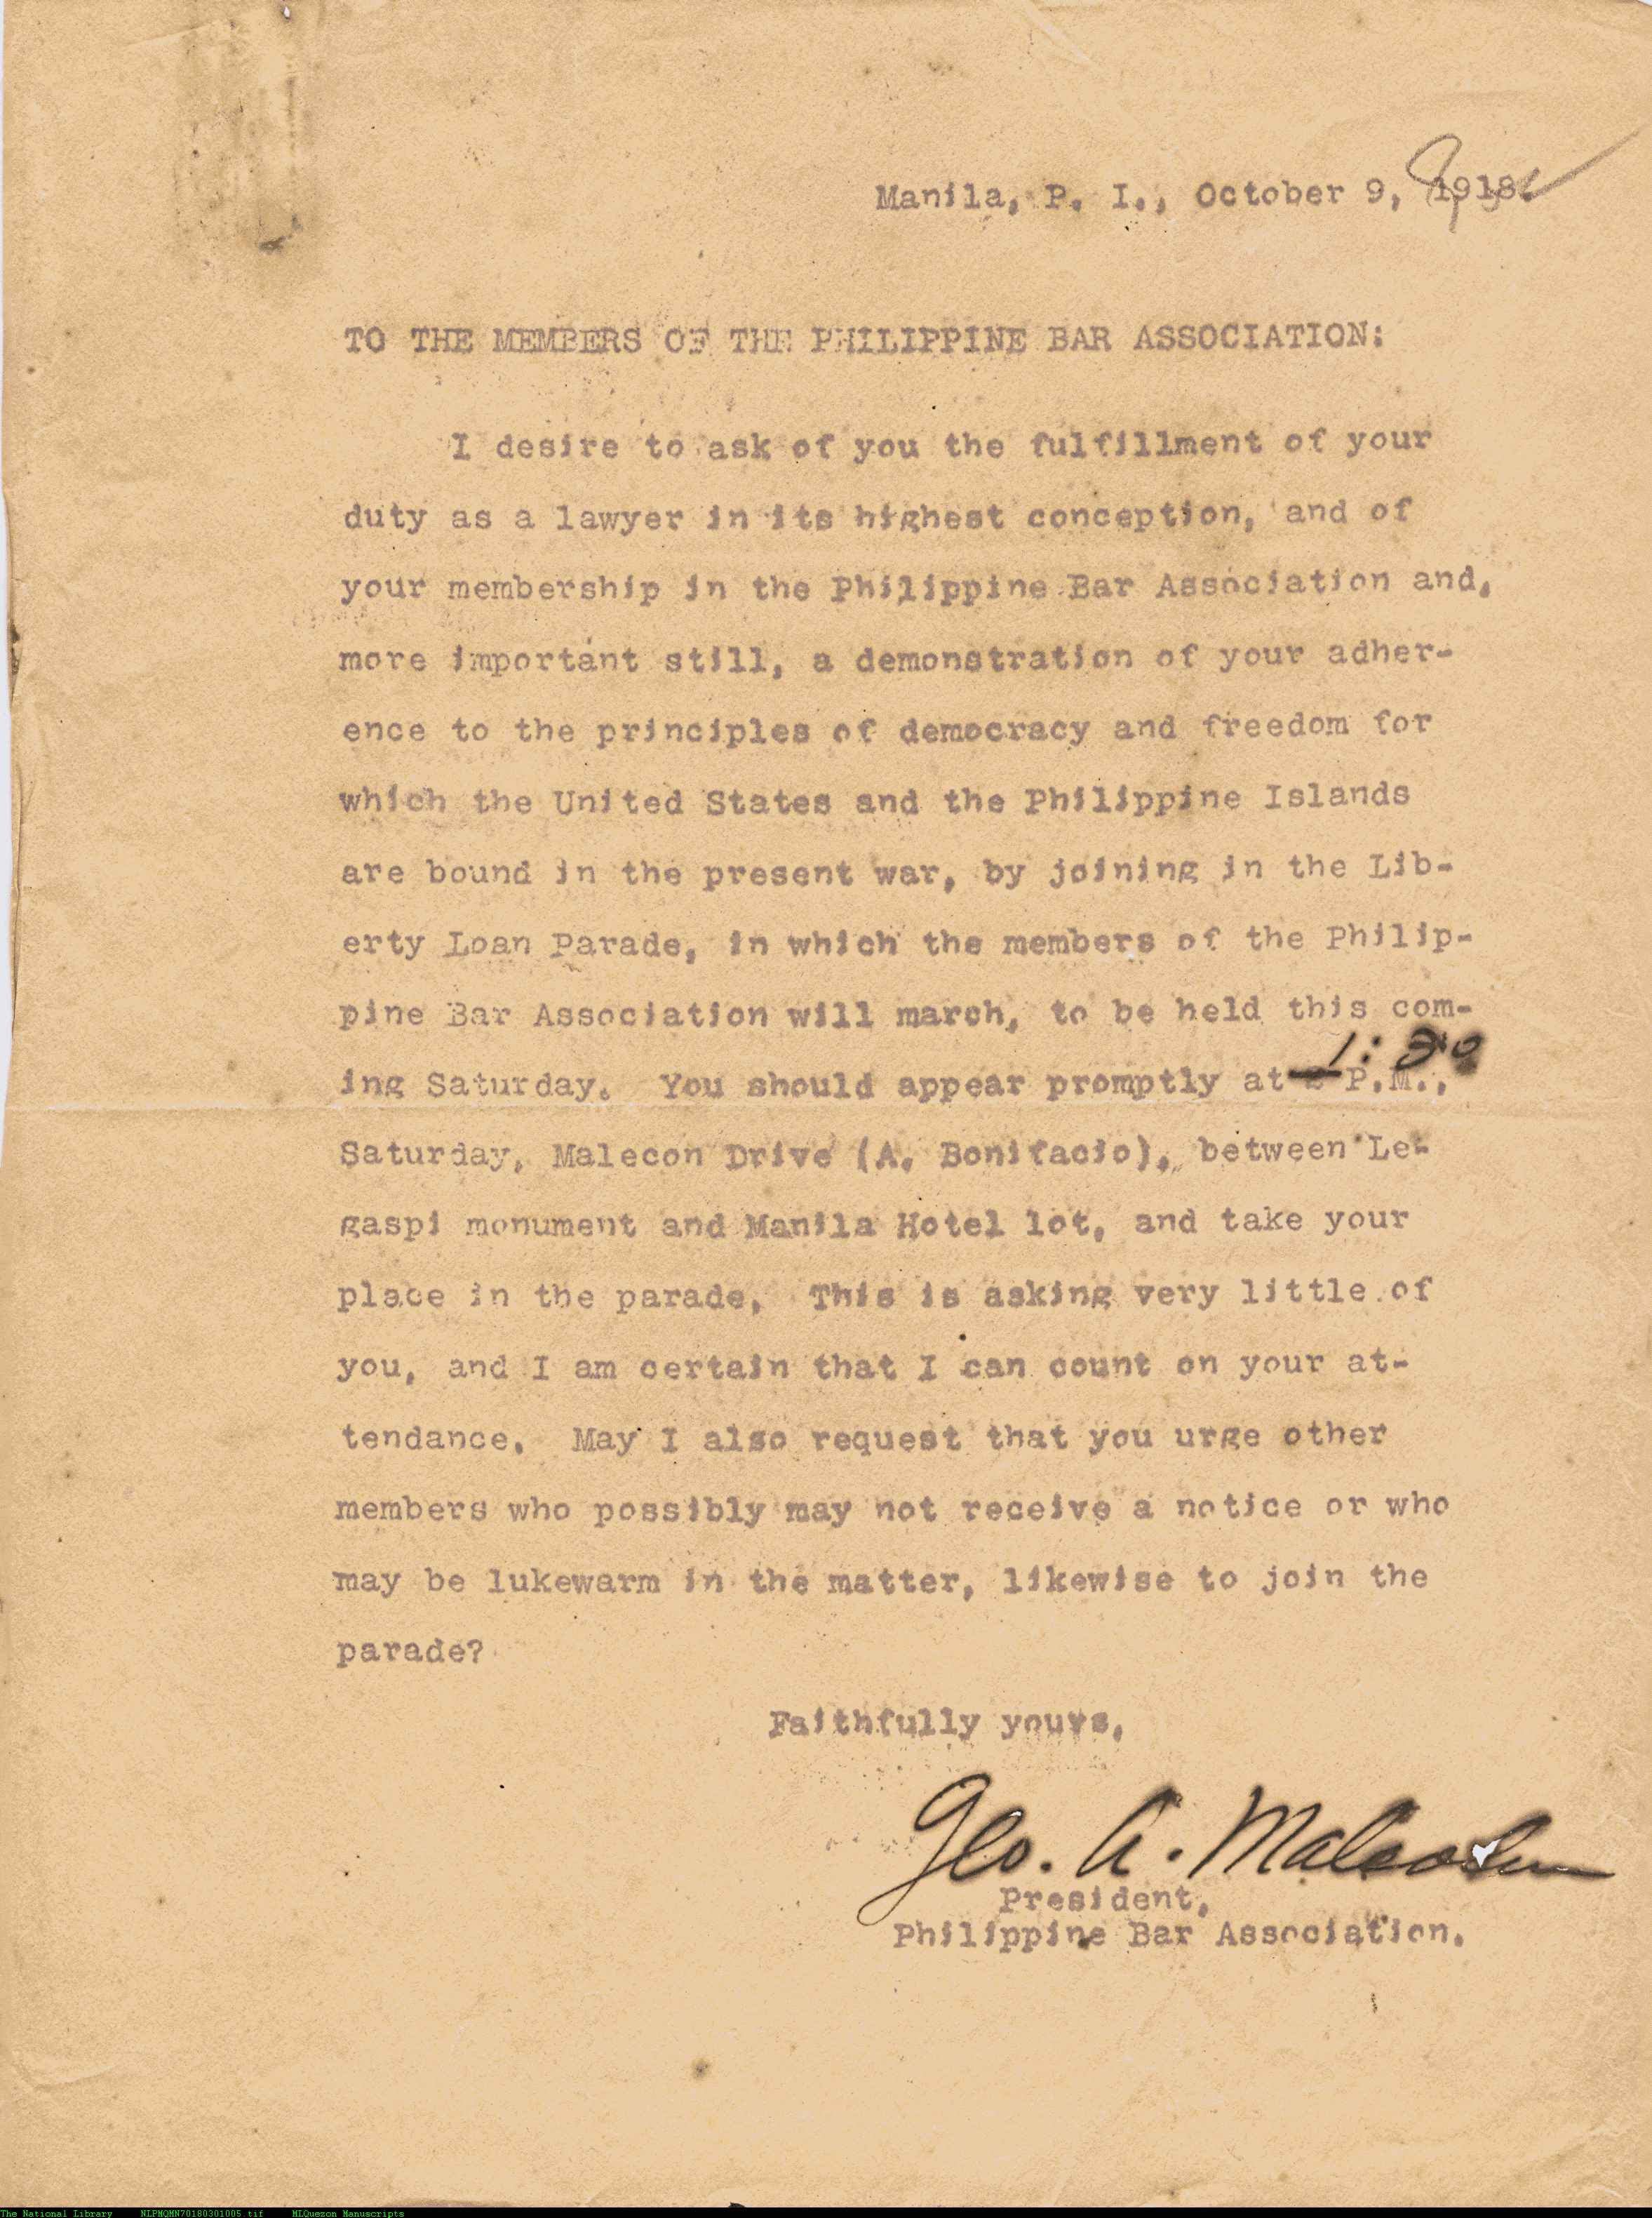 Manila, P. I., October 9, 1918.
TO THE MEMBERS OF THE PHILIPPINE BAR ASSOCIATION:
I desire to ask of you the fulfillment of your
duty as a lawyer in its highest conception, and of
your membership in the Philippine Bar Association and,
more important still, a demonstration of your adher-
ence to the principles of democracy and freedom for
which the United States and the Philippine Islands
are bound in the present war, by joining in the Lib-
erty Loan Parade, in which the members of the Philip-
pine Bar Association will march, to be held this com-
1:30
ing Saturday. You should appear promptly at P.M.,
Saturday, Malecon Drive (A. Bonifacio), between Le-
gaspi monument and Manila Hotel lot, and take your
place in the parade. This is asking very little of
you, and I am certain that I can count on your at-
tendance. May I also request that you urge other
members who possibly may not receive a notice or who
may be lukewarm in the matter, likewise to join the
parade?
Faithfully yours,
Geo. A. Malcolm
President,
Philippine Bar Association.
The National Library NLPMQMN70180301005.tif MLQuezon Manuscripts